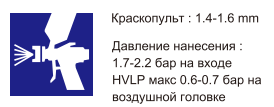 Краскопульт : 1.4-1.6 mm
Давление нанесения :
1.7-2.2 бар на входе
HVLP макс 0.6-0.7 бар на
воздушной головке